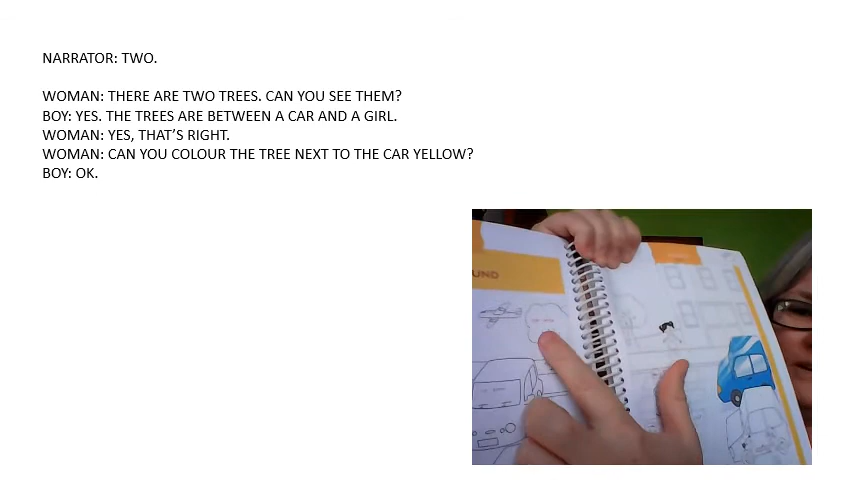 NARRATOR: TWO.
WOMAN: THERE ARE TWO TREES. CAN YOU SEE THEM?
BOY: YES. THE TREES ARE BETWEEN A CAR AND A GIRL.
WOMAN: YES, THAT'S RIGHT.
WOMAN: CAN YOU COLOUR THE TREE NEXT TO THE CAR YELLOW?
BOY: OK.
UND